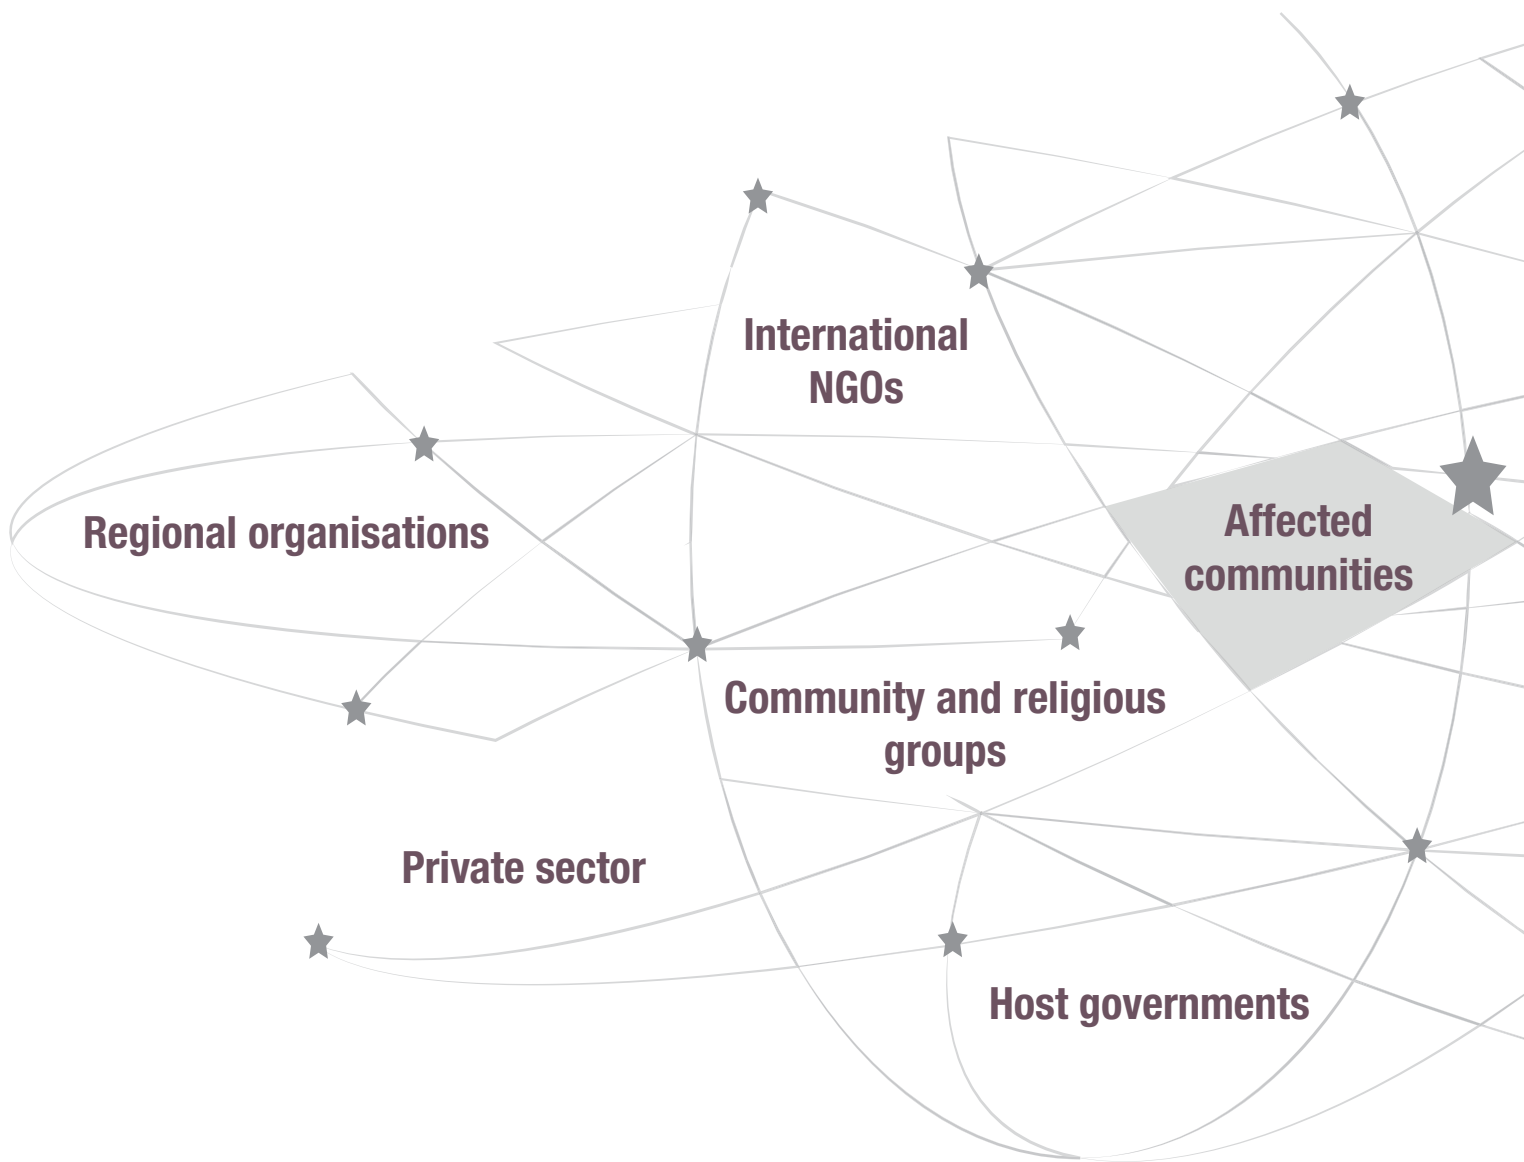 International
NGOs
Regional organisations
Affected
communities
Community and religious
groups
Private sector
Host governments